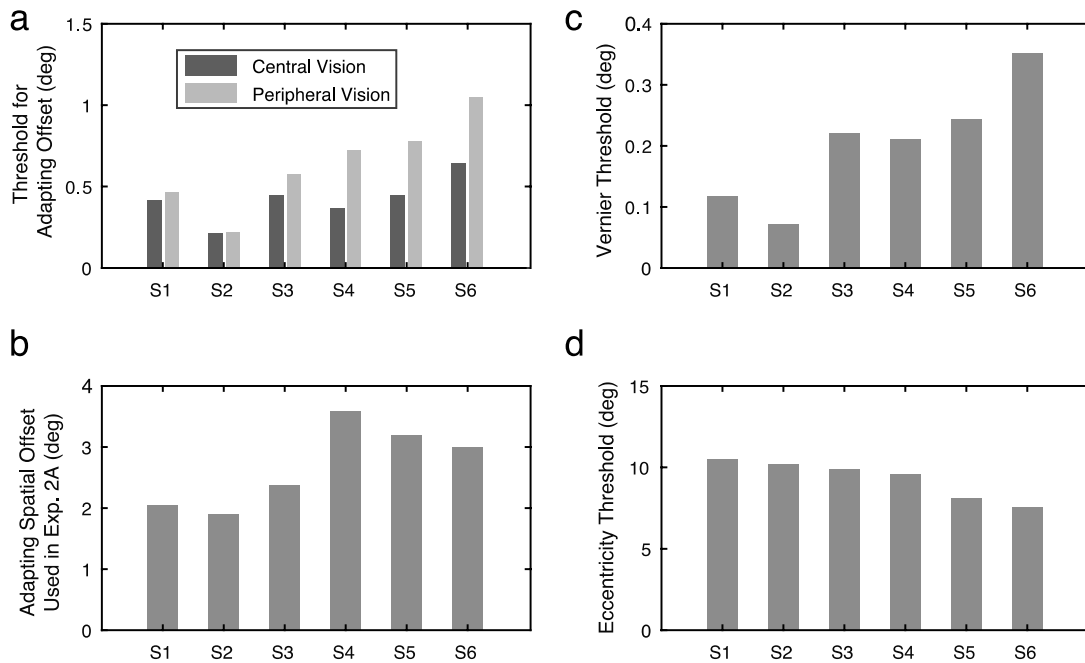 a
Threshold for
Adapting Offset (deg)
1.5
1
0.5
0
Central Vision
Peripheral Vision
S1 S2 S3 S4 S5 S6
c
Vernier Threshold (deg)
0.4
0.3
0.2
0.1
0
S1 S2 S3 S4 S5 S6
b
Adapting Spatial Offset
Used in Exp. 2A (deg)
4
3
2
1
0
S1 S2 S3 S4 S5 S6
d
Eccentricity Threshold (deg)
15
10
5
0
S1 S2 S3 S4 S5 S6